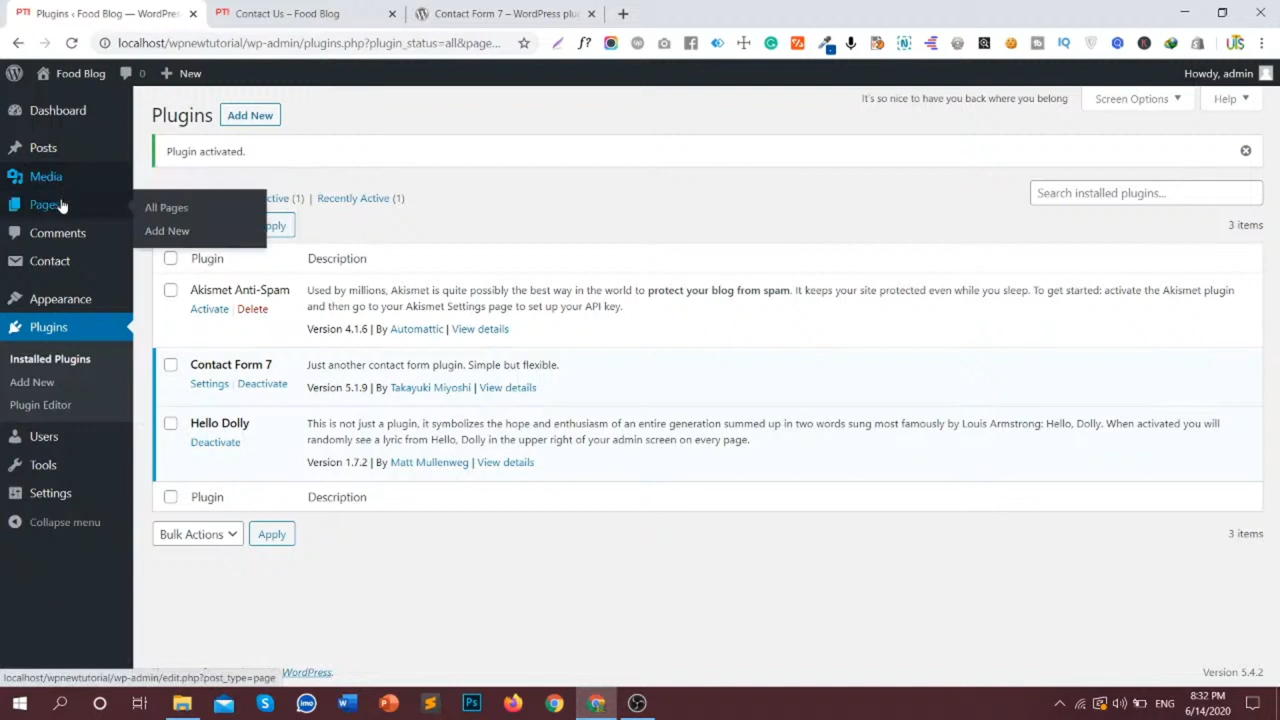 PTI Plugins ‹ Food Blog — WordPres
PTI Contact Us – Food Blog
Contact Form 7 – WordPress plug
localhost/wpnewtutorial/wp-admin/plugins.php?plugin_status=all&page...
Food Blog 0 New
Howdy, admin
Dashboard
Posts
Media
Pages
All Pages
Add New
Comments
Contact
Appearance
Plugins
Installed Plugins
Add New
Plugin Editor
Users
Tools
Settings
Collapse menu
It's so nice to have you back where you belong
Screen Options
Help
Plugins Add New
Plugin activated.
(1) | Recently Active (1)
Search installed plugins...
3 items
Plugin Description
Akismet Anti-Spam
Activate | Delete
Used by millions, Akismet is quite possibly the best way in the world to protect your blog from spam. It keeps your site protected even while you sleep. To get started: activate the Akismet plugin
and then go to your Akismet Settings page to set up your API key.
Version 4.1.6 | By Automattic | View details
Contact Form 7
Settings | Deactivate
Just another contact form plugin. Simple but flexible.
Version 5.1.9 | By Takayuki Miyoshi | View details
Hello Dolly
Deactivate
This is not just a plugin, it symbolizes the hope and enthusiasm of an entire generation summed up in two words sung most famously by Louis Armstrong: Hello, Dolly. When activated you will
randomly see a lyric from Hello, Dolly in the upper right of your admin screen on every page.
Version 1.7.2 | By Matt Mullenweg | View details
Plugin Description
Bulk Actions Apply
3 items
localhost/wpnewtutorial/wp-admin/edit.php?post_type=page
WordPress.
Version 5.4.2
ENG
8:32 PM
6/14/2020